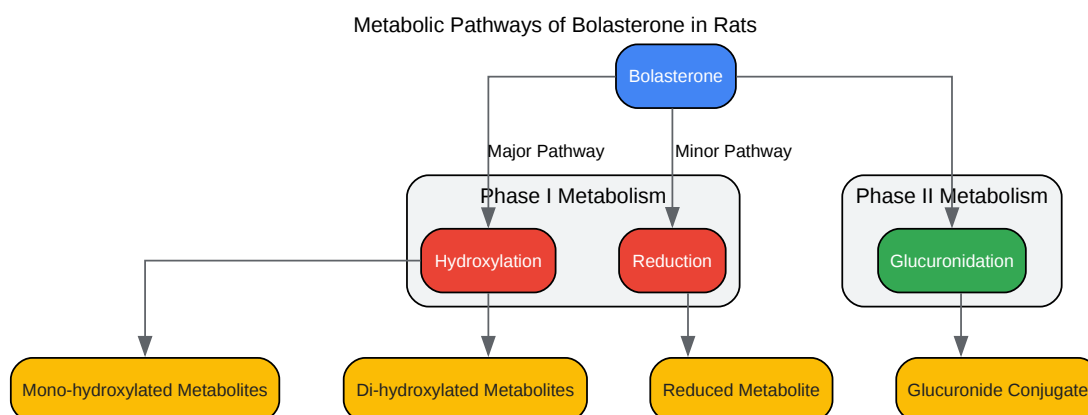 Metabolic Pathways of Bolasterone in Rats
Bolasterone
Major Pathway
Minor Pathway
Phase I Metabolism
Phase II Metabolism
Hydroxylation
Reduction
Glucuronidation
Mono-hydroxylated Metabolites
Di-hydroxylated Metabolites
Reduced Metabolite
Glucuronide Conjugate